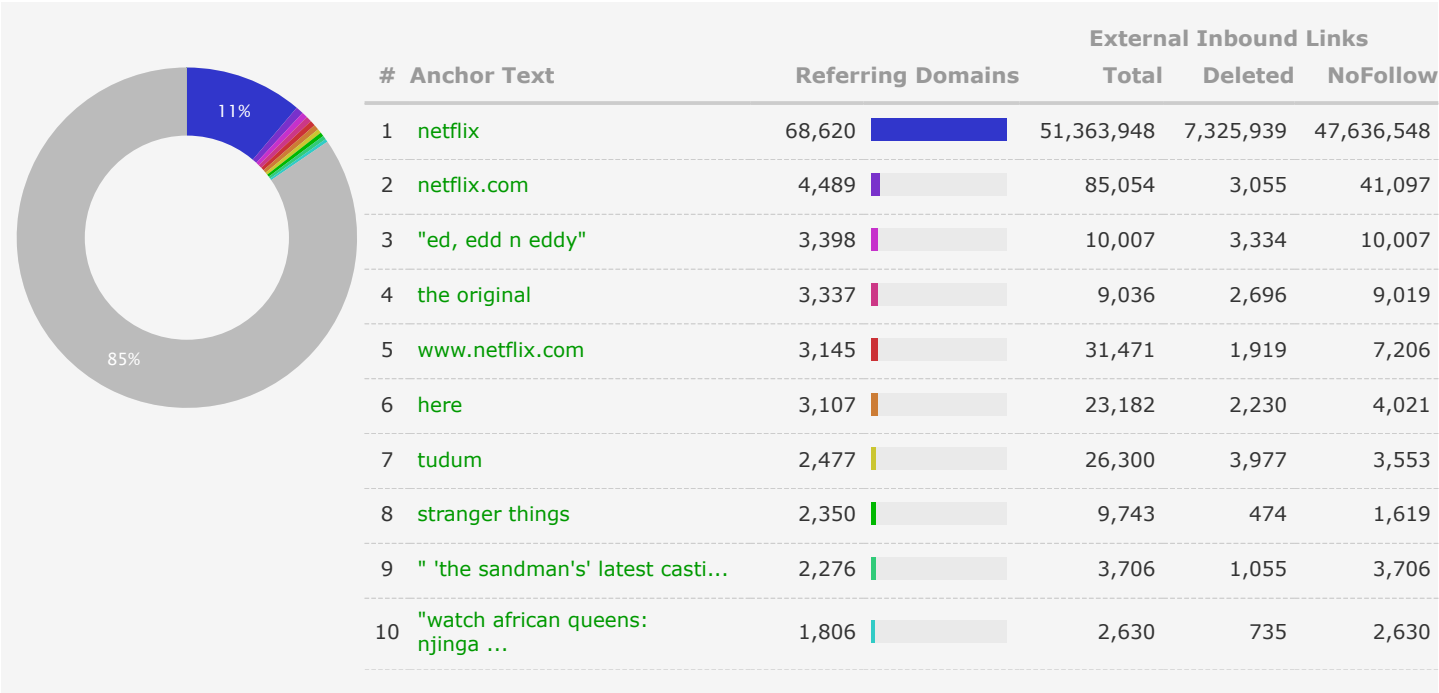 External Inbound Links
# Anchor Text Referring Domains Total Deleted NoFollow
11%
85%
1 netflix 68,620 51,363,948 7,325,939 47,636,548
2 netflix.com 4,489 85,054 3,055 41,097
3 "ed, edd n eddy" 3,398 10,007 3,334 10,007
4 the original 3,337 9,036 2,696 9,019
5 www.netflix.com 3,145 31,471 1,919 7,206
6 here 3,107 23,182 2,230 4,021
7 tudum 2,477 26,300 3,977 3,553
8 stranger things 2,350 9,743 474 1,619
9 " 'the sandman's' latest casti... 2,276 3,706 1,055 3,706
10 "watch african queens:
njinga ... 1,806 2,630 735 2,630